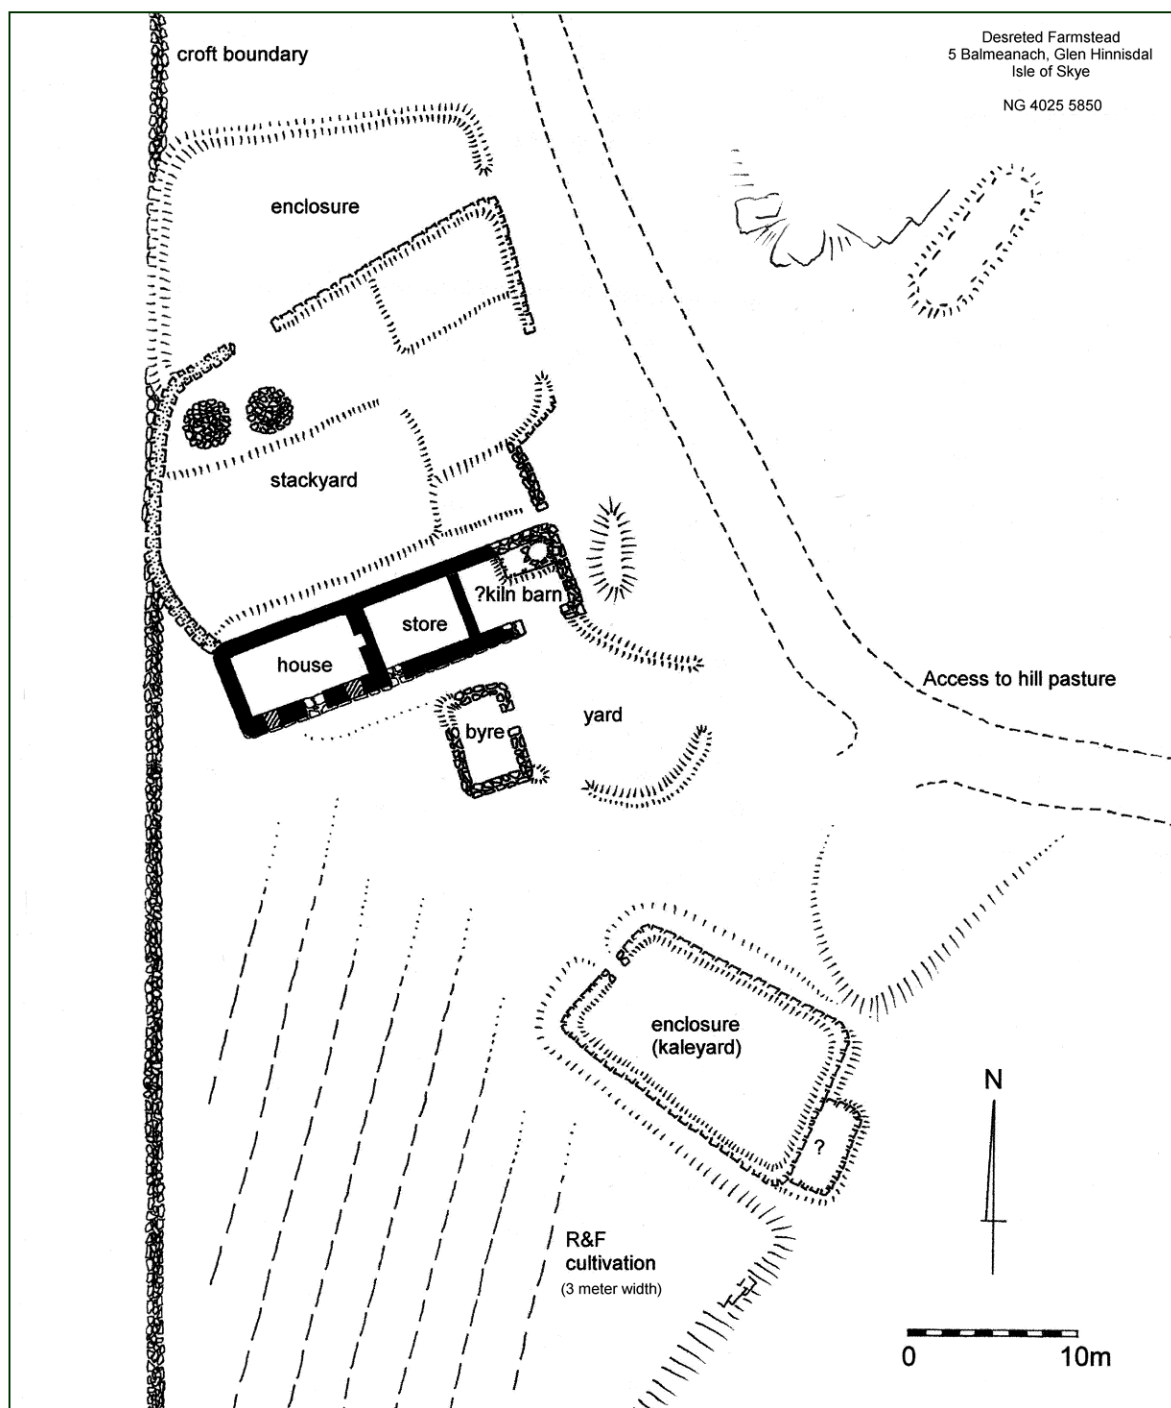 croft boundary
Desreted Farmstead
5 Balmeanach, Glen Hinnisdal
Isle of Skye
NG 4025 5850
enclosure
stackyard
?kiln barn
store
house
byre
yard
Access to hill pasture
enclosure
(kaleyard)
?
N
R&F
cultivation
(3 meter width)
0 10m